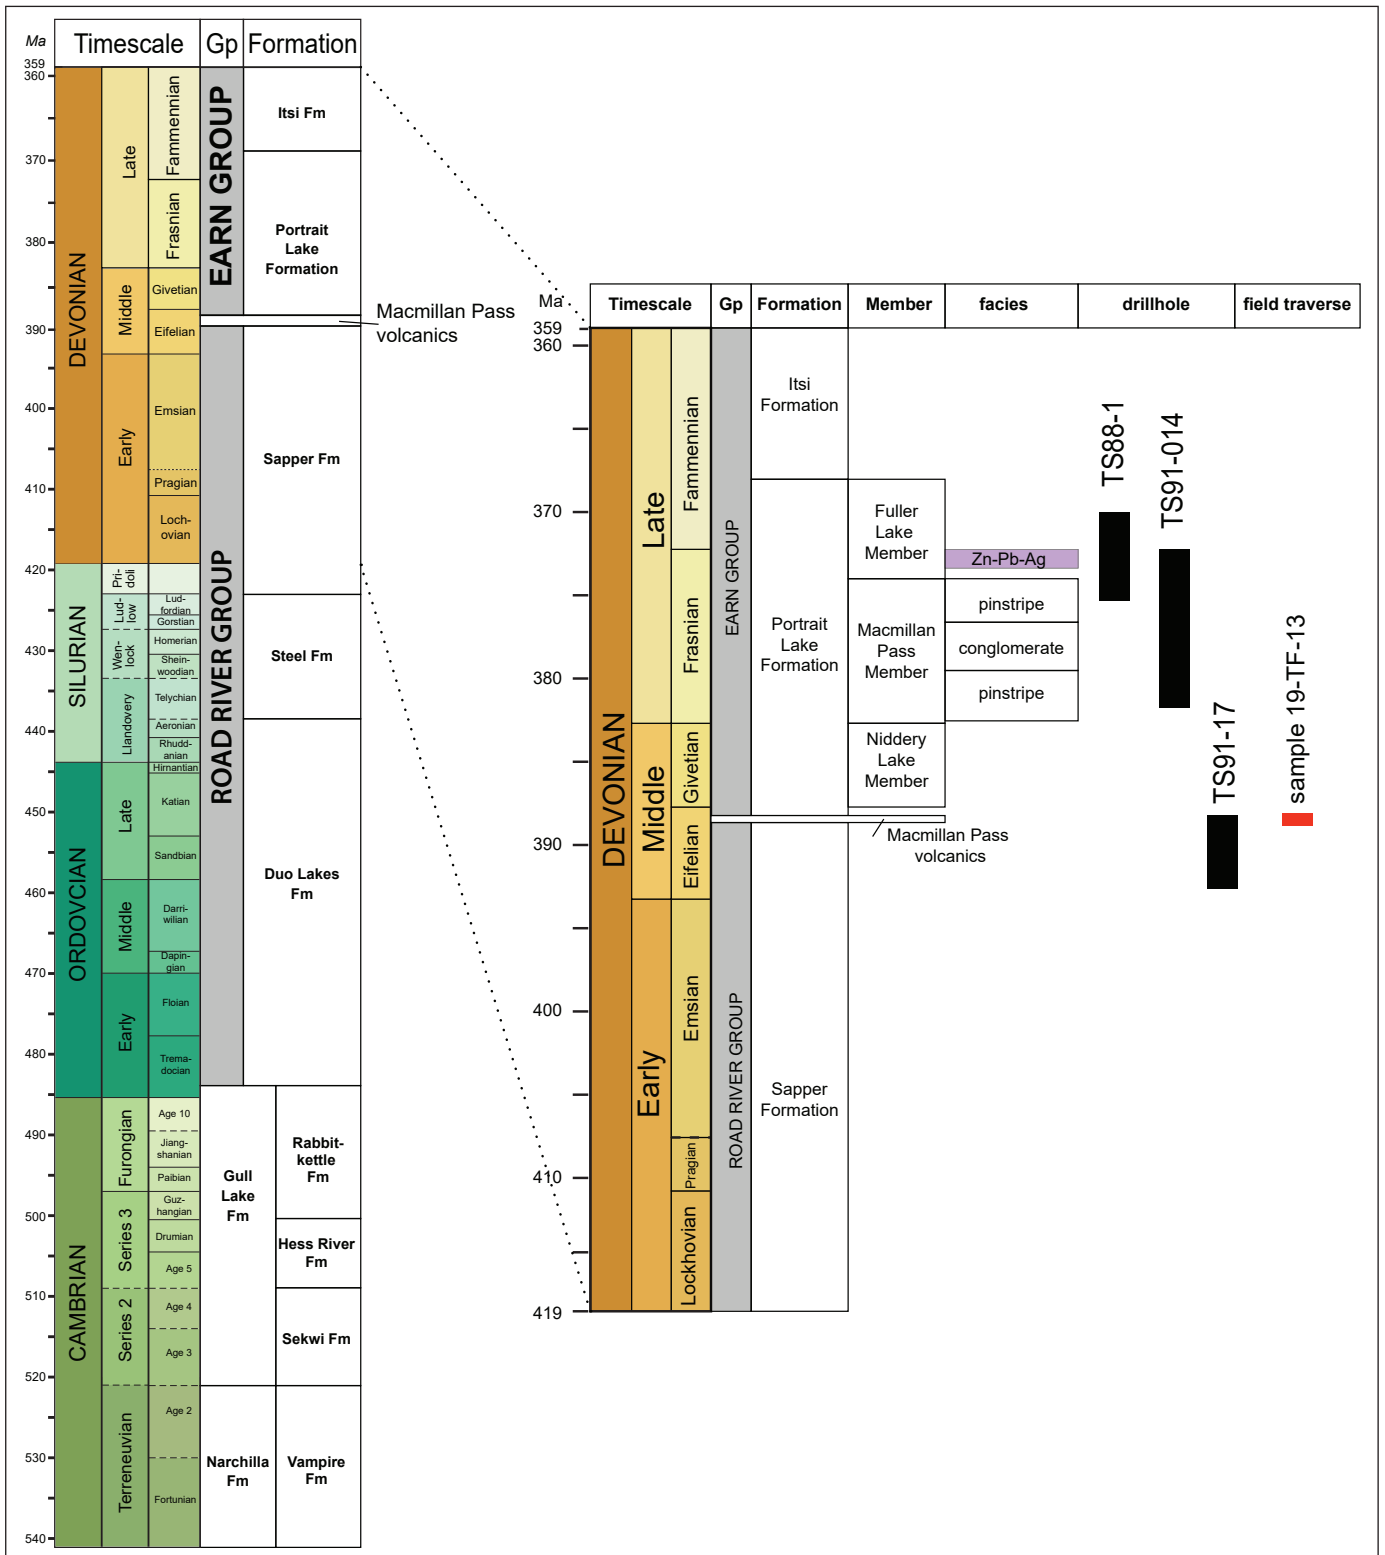 Ma
Timescale
Gp
Formation
359
360
370
380
390
400
410
420
430
440
450
460
470
480
490
500
510
520
530
540
DEVONIAN
SILURIAN
ORDOVCIAN
CAMBRIAN
Late
Middle
Early
Pri-
doli
Lud-
low
Wen-
lock
Llandovery
Late
Middle
Early
Furongian
Series 3
Series 2
Terreneuvian
Fammennian
Frasnian
Givetian
Eifelian
Emsian
Pragian
Loch-
ovian
Lud-
fordian
Gorstian
Homerian
Shein-
woodian
Telychian
Aeronian
Rhudd-
anian
Hirnantian
Katian
Sandbian
Darri-
wilian
Dapin-
gian
Floian
Trema-
docian
Age 10
Jiang-
shanian
Paibian
Guz-
hangian
Drumian
Age 5
Age 4
Age 3
Age 2
Fortunian
EARN GROUP
ROAD RIVER GROUP
Itsi Fm
Portrait
Lake
Formation
Macmillan Pass
volcanics
Sapper Fm
Steel Fm
Duo Lakes
Fm
Gull
Lake
Fm
Rabbit-
kettle
Fm
Hess River
Fm
Sekwi Fm
Narchilla
Fm
Vampire
Fm
Ma
Timescale
Gp
Formation
Member
facies
drillhole
field traverse
359
360
370
380
390
400
410
419
DEVONIAN
Late
Middle
Early
Fammennian
Frasnian
Givetian
Eifelian
Emsian
Pragian
Lockhovian
EARN GROUP
ROAD RIVER GROUP
Itsi
Formation
Portrait
Lake
Formation
Sapper
Formation
Fuller
Lake
Member
Macmillan
Pass
Member
Niddery
Lake
Member
Macmillan Pass
volcanics
Zn-Pb-Ag
pinstripe
conglomerate
pinstripe
TS88-1
TS91-014
TS91-17
sample 19-TF-13